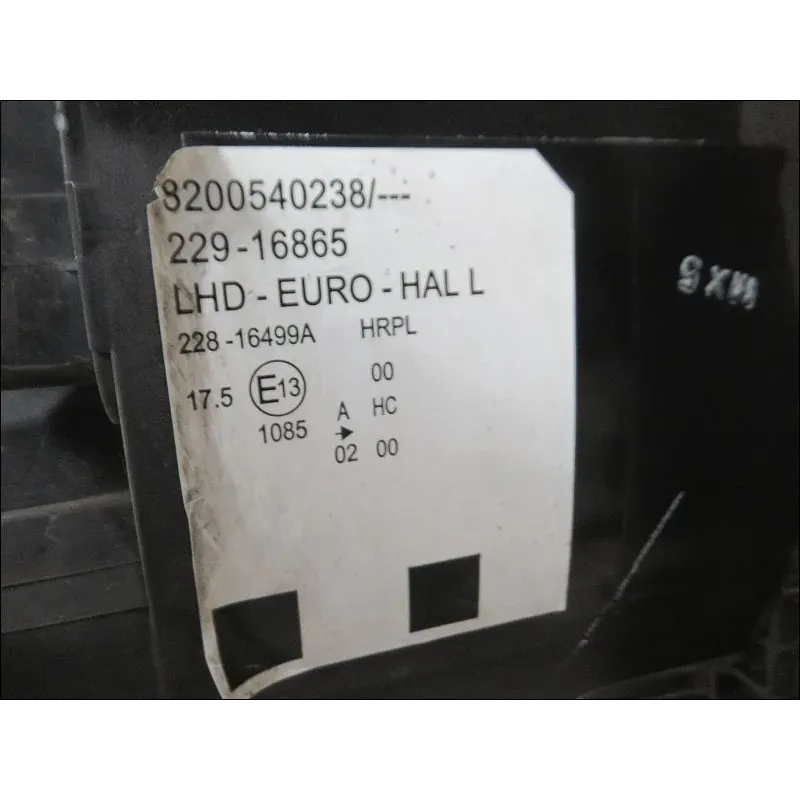 8200540238/---
229-16865
LHD - EURO - HAL L
228-16499A HRPL
00
17.5 E13 A HC
1085 → 02 00